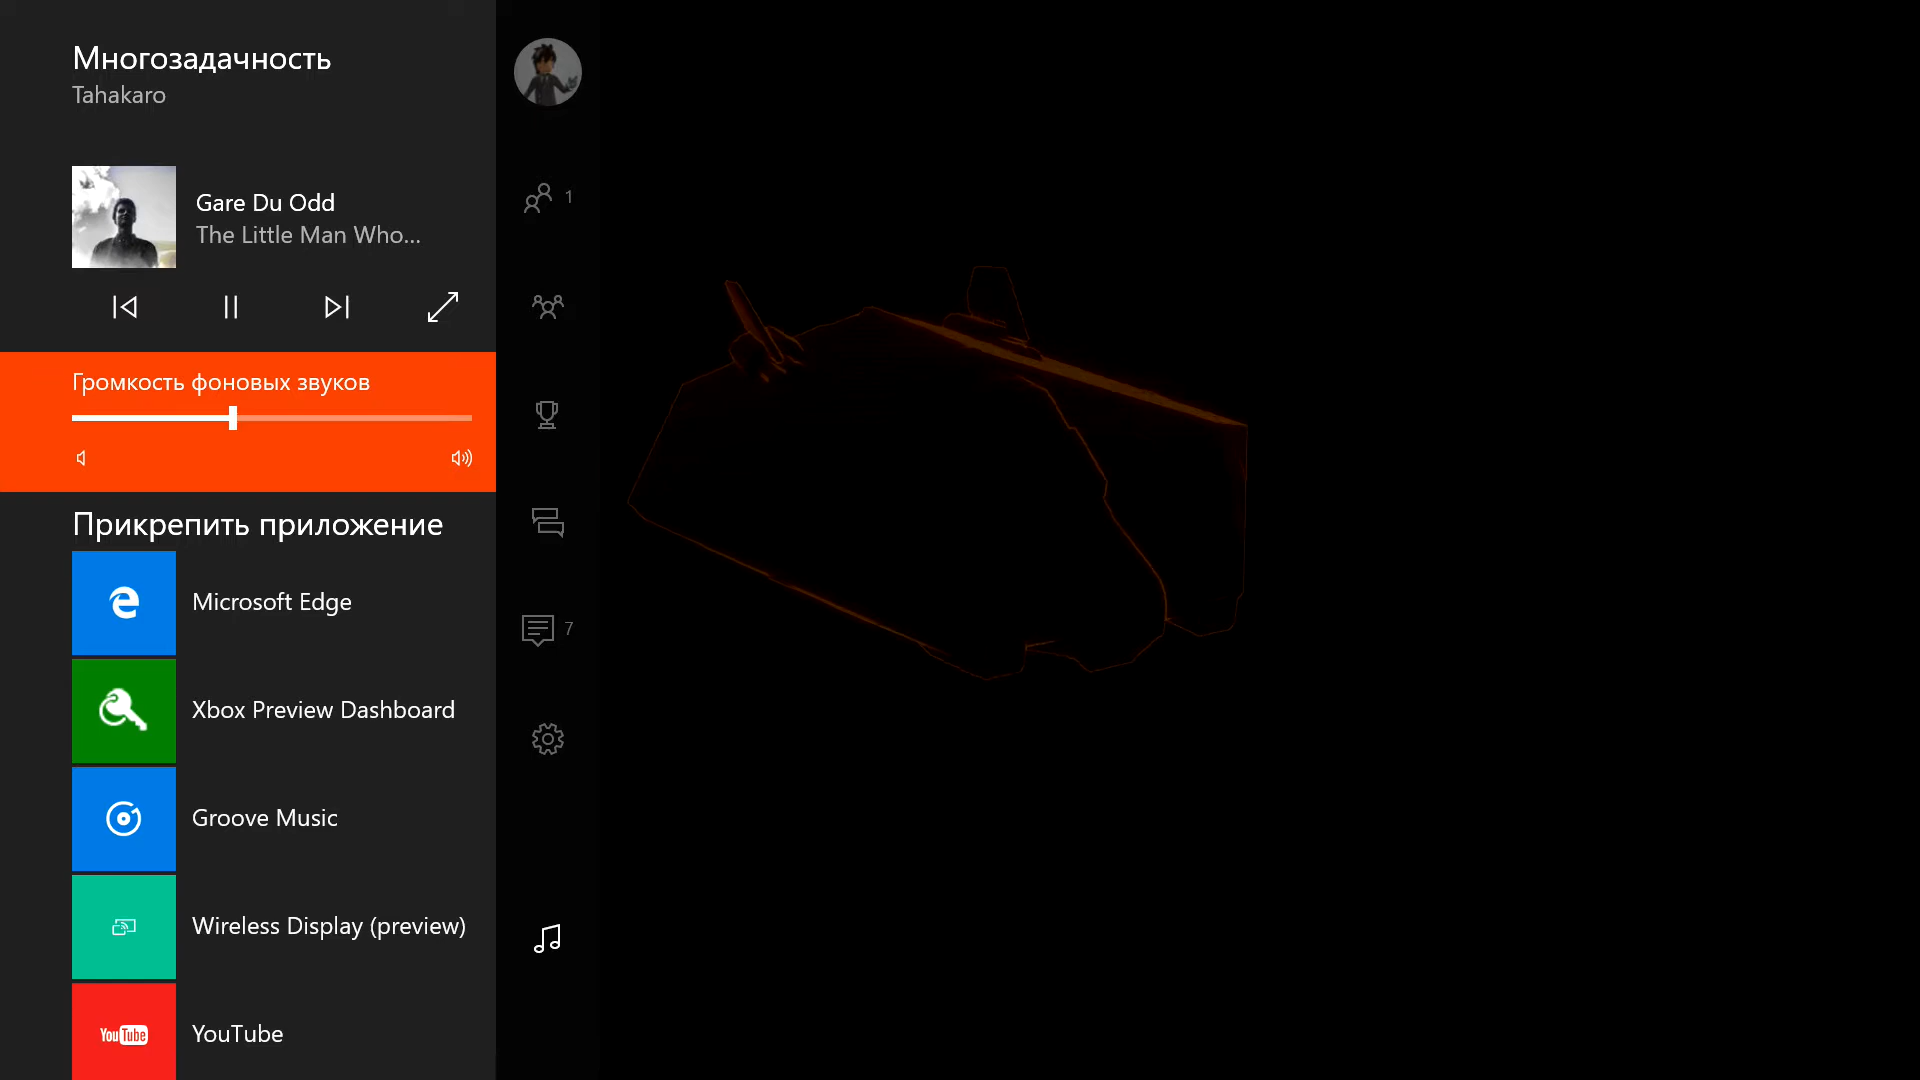 Многозадачность
Tahakaro
Gare Du Odd
The Little Man Who...
Громкость фоновых звуков
Прикрепить приложение
Microsoft Edge
Xbox Preview Dashboard
Groove Music
Wireless Display (preview)
YouTube
YouTube
1
7